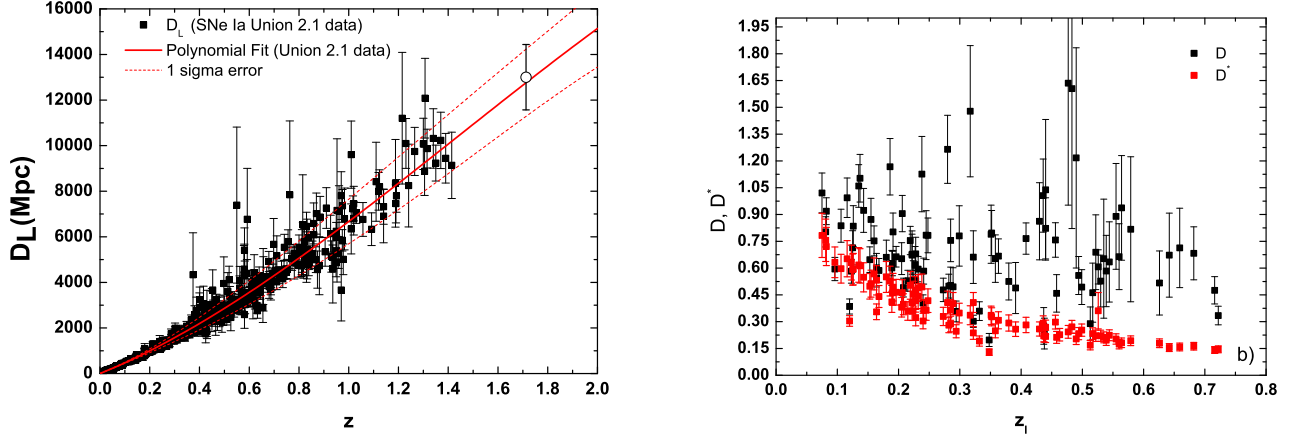 D_L (SNe Ia Union 2.1 data)
Polynomial Fit (Union 2.1 data)
1 sigma error
16000
14000
12000
10000
8000
6000
4000
2000
0
D_L(Mpc)
0.0 0.2 0.4 0.6 0.8 1.0 1.2 1.4 1.6 1.8 2.0
z
D
D*
1.95
1.80
1.65
1.50
1.35
1.20
1.05
0.90
0.75
0.60
0.45
0.30
0.15
0.00
D, D*
b)
0.0 0.1 0.2 0.3 0.4 0.5 0.6 0.7 0.8
z_l